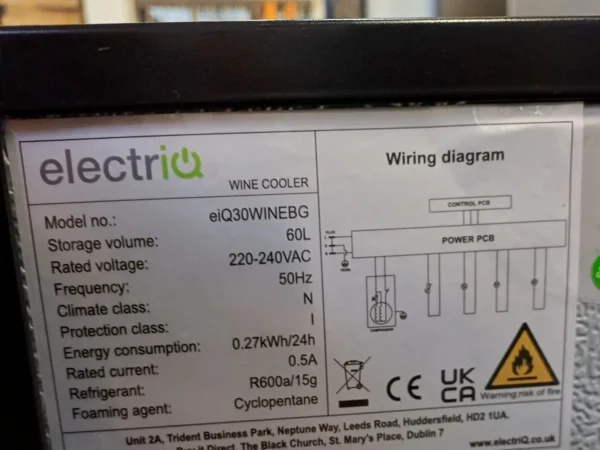 electriQ
WINE COOLER
Model no.: eiQ30WINEBG
Storage volume: 60L
Rated voltage: 220-240VAC
Frequency: 50Hz
Climate class: N
Protection class: I
Energy consumption: 0.27kWh/24h
Rated current: 0.5A
Refrigerant: R600a/15g
Foaming agent: Cyclopentane
Wiring diagram
CONTROL PCB
POWER PCB
CE
UK
CA
Warning:risk of fire
Unit 2A, Trident Business Park, Neptune Way, Leeds Road, Huddersfield, HD2 1UA.
Direct, The Black Church, St. Mary's Place, Dublin 7
www.electriQ.co.uk